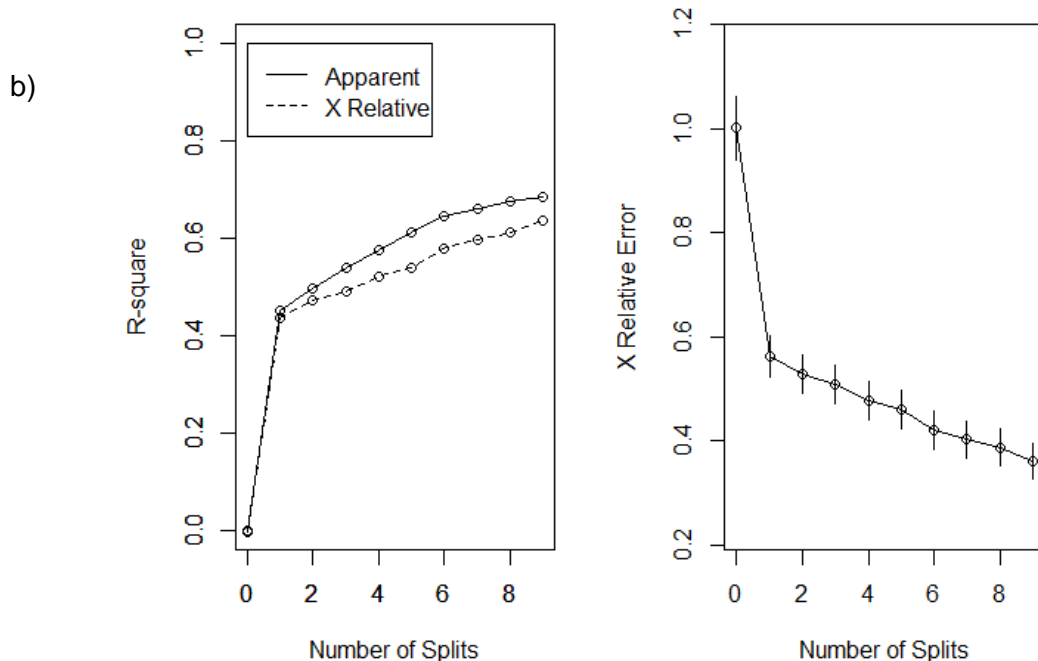 b)
R-square
1.0
0.8
0.6
0.4
0.2
0.0
Apparent
X Relative
0 2 4 6 8
Number of Splits
X Relative Error
1.2
1.0
0.8
0.6
0.4
0.2
0 2 4 6 8
Number of Splits